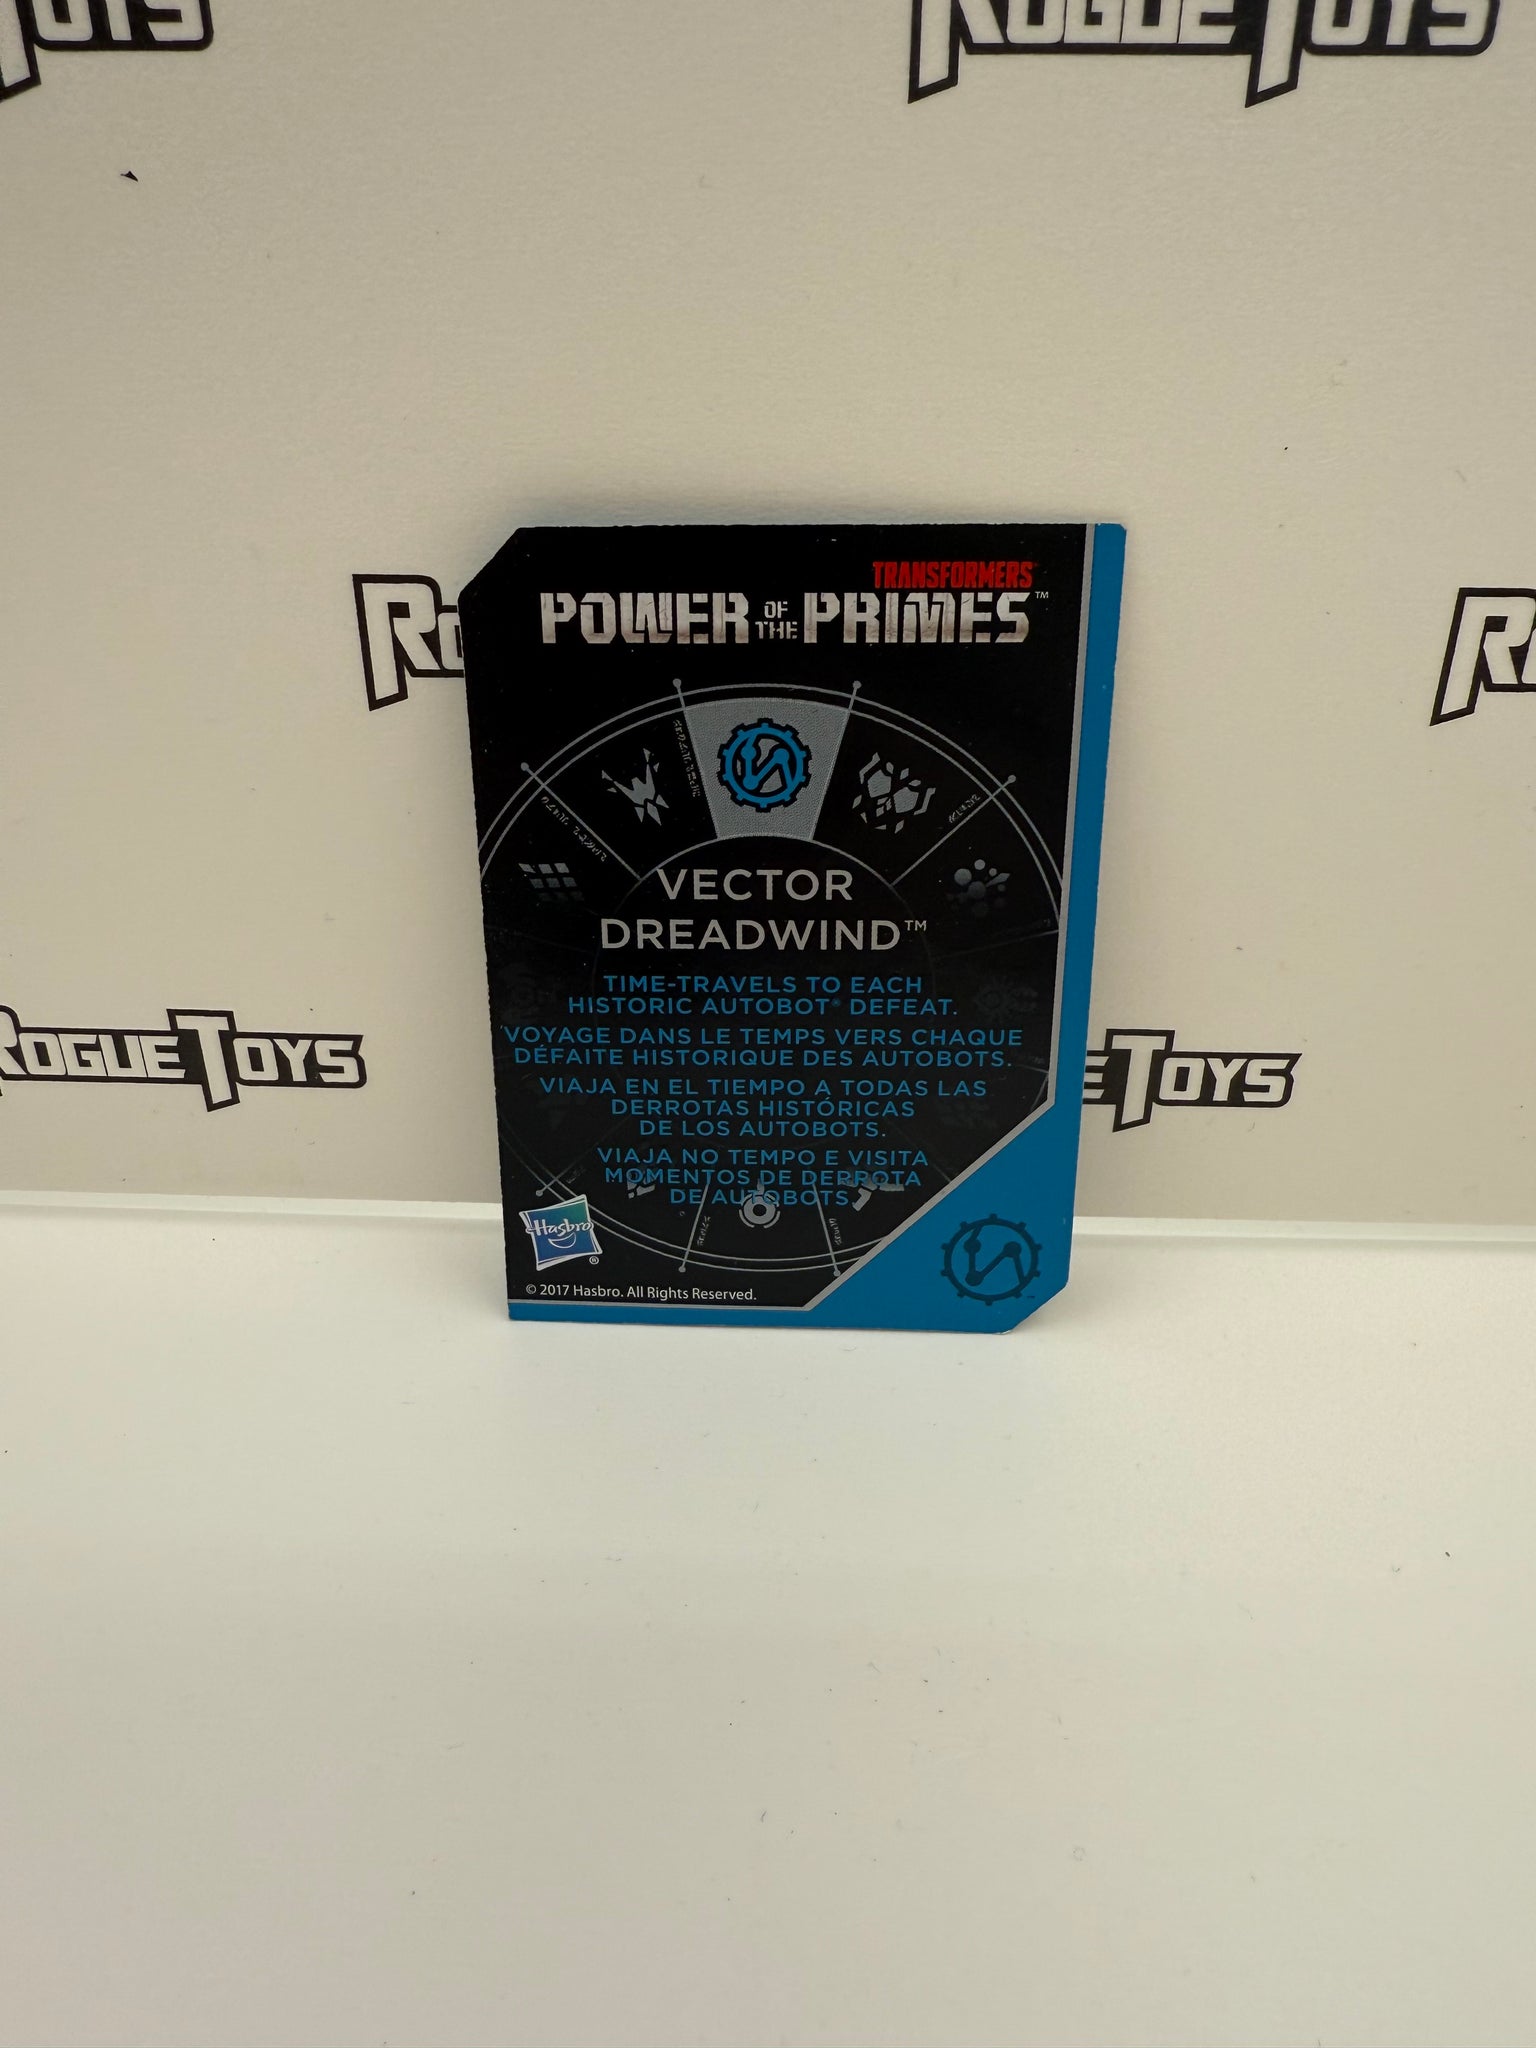 TOYS
ROGUE TOYS
TRANSFORMERS
POWER OF THE PRIMES™
VECTOR
DREADWIND™
TIME-TRAVELS TO EACH
HISTORIC AUTOBOT® DEFEAT.
VOYAGE DANS LE TEMPS VERS CHAQUE
DÉFAITE HISTORIQUE DES AUTOBOTS.
VIAJA EN EL TIEMPO A TODAS LAS
DERROTAS HISTÓRICAS
DE LOS AUTOBOTS.
VIAJA NO TEMPO E VISITA
MOMENTOS DE DERROTA
DE AUTOBOTS.
Hasbro®
© 2017 Hasbro. All Rights Reserved.
RO
R
ROGUE TOYS
E TOYS